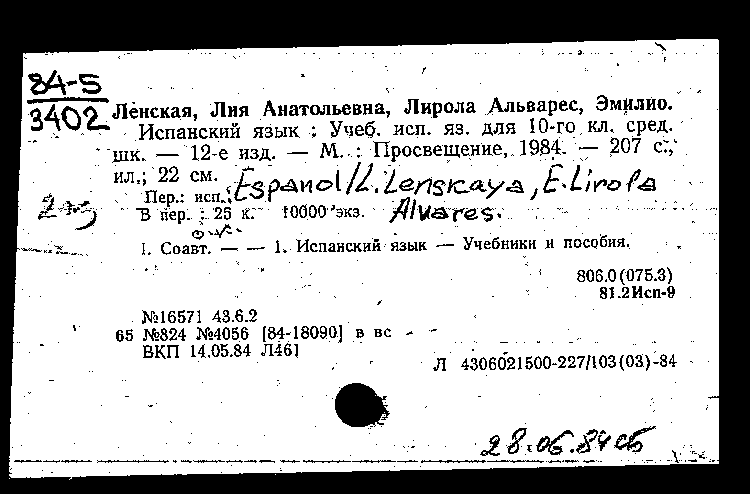 84-5
3402
Ленская, Лия Анатольевна, Лирола Альварес, Эмилио.
Испанский язык : Учеб. исп. яз. для 10-го кл. сред.
шк. — 12-е изд. — М. : Просвещение, 1984. — 207 с.,
ил.; 22 см. Español/L.Lenskaya, E.Lirola
Пер.: исп. Alvares.
В пер. : 25 к. 10000 экз.
I. Соавт. — — 1. Испанский язык — Учебники и пособия.
806.0(075.3)
81.2Исп-9
№16571 43.6.2
65 №824 №4056 [84-18090] в вс
ВКП 14.05.84 Л461
Л 4306021500-227/103(03)-84
28.06.84